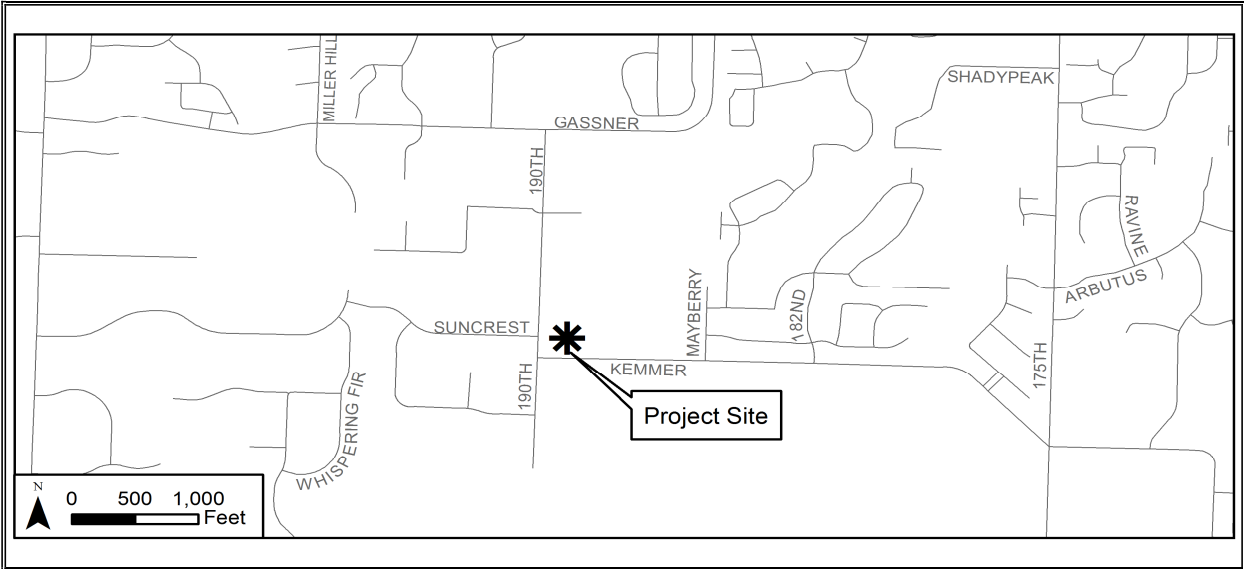 MILLER HILL
SHADYPEAK
GASSNER
190TH
RAVINE
ARBUTUS
MAYBERRY
182ND
SUNCREST
KEMMER
175TH
190TH
WHISPERING FIR
Project Site
N
0 500 1,000
Feet